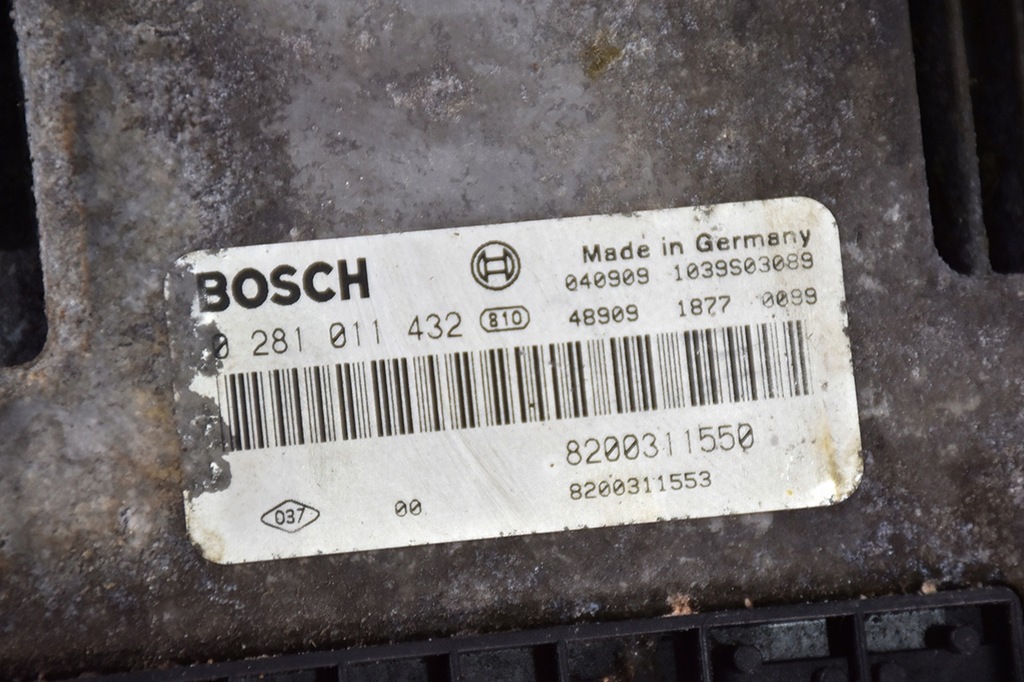 BOSCH
Made in Germany
040909 1039S03089
0 281 011 432 810 48909 1877 0099
8200311550
8200311553
037 00